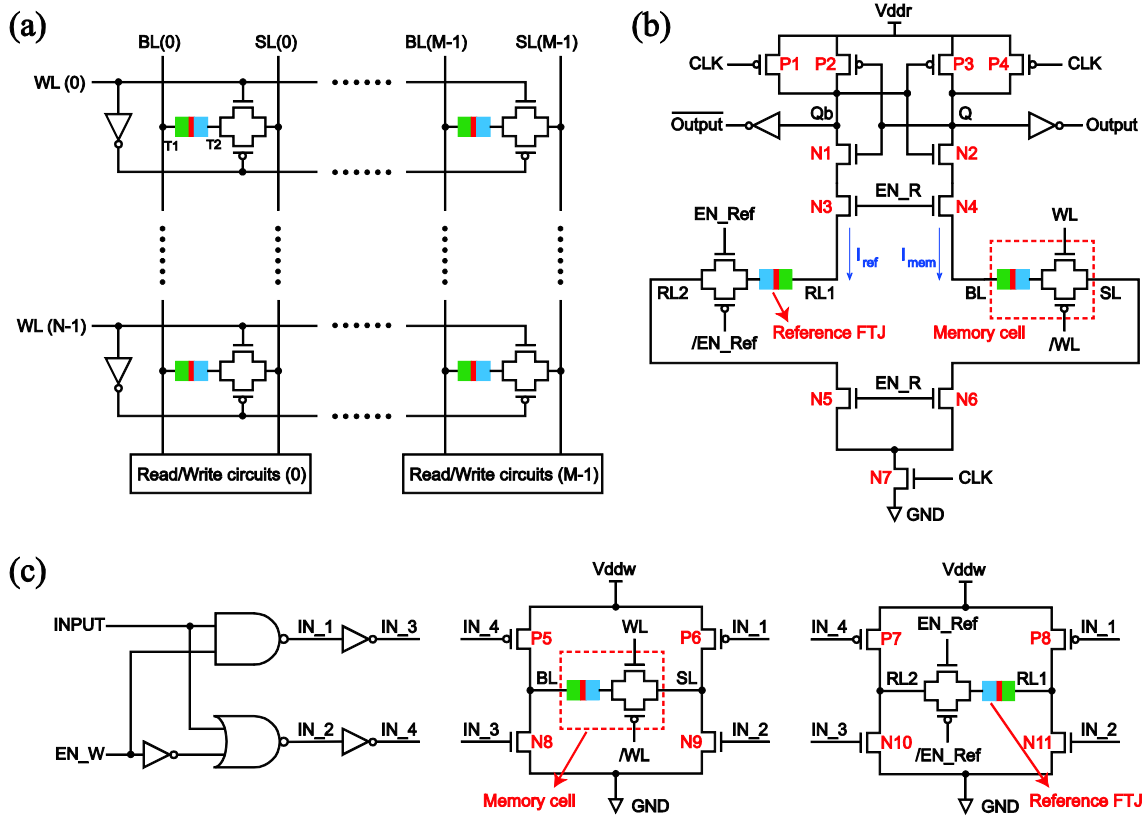 (a)
BL(0) SL(0) BL(M-1) SL(M-1)
WL (0)
T1 T2
WL (N-1)
Read/Write circuits (0) Read/Write circuits (M-1)
(b)
Vddr
CLK P1 P2 P3 P4 CLK
Output Qb Q Output
N1 N2
EN_R
N3 N4
EN_Ref WL
Iref Imem
RL2 RL1 BL SL
Reference FTJ Memory cell
/EN_Ref /WL
EN_R
N5 N6
N7 CLK
GND
(c)
INPUT IN_1 IN_3
EN_W IN_2 IN_4
Vddw
IN_4 P5 WL P6 IN_1
BL SL
IN_3 N8 /WL N9 IN_2
Memory cell GND
Vddw
IN_4 P7 EN_Ref P8 IN_1
RL2 RL1
IN_3 N10 /EN_Ref N11 IN_2
GND Reference FTJ